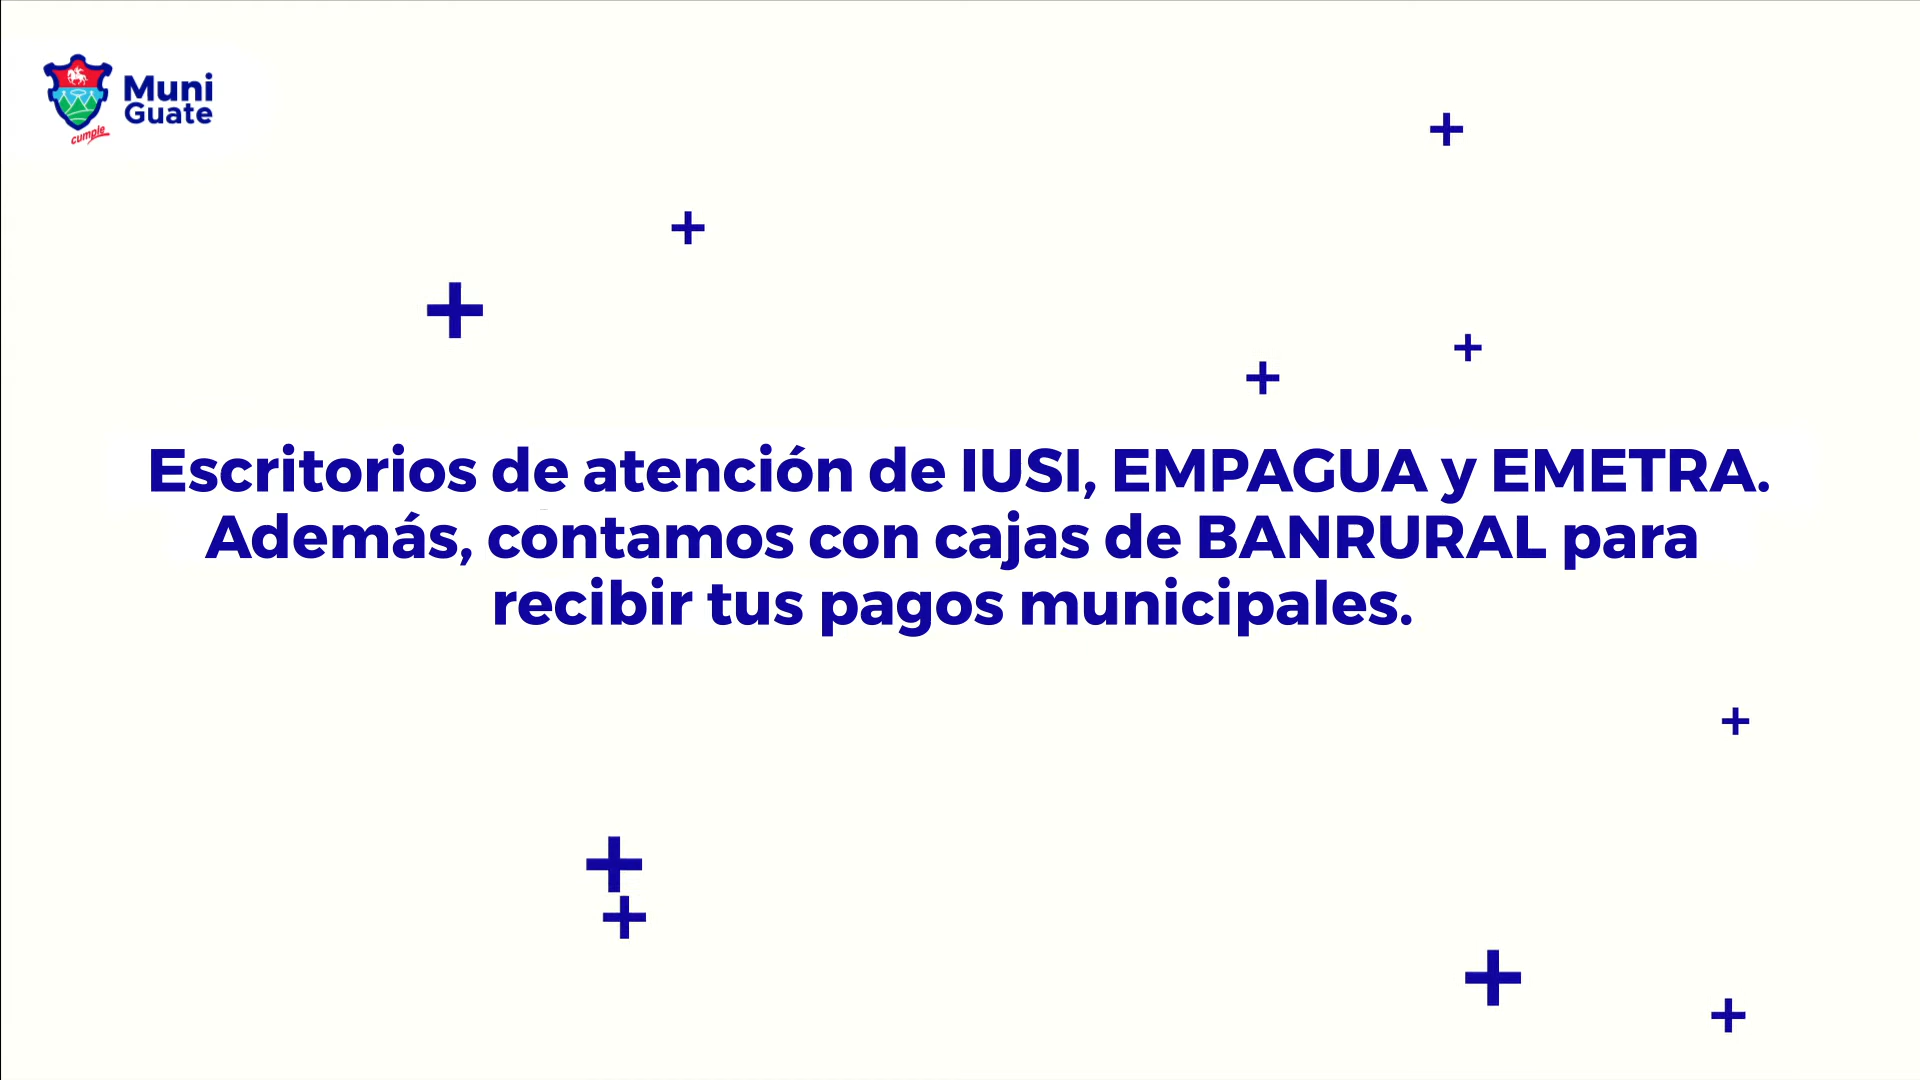 Muni
Guate
cumple
Escritorios de atención de IUSI, EMPAGUA y EMETRA.
Además, contamos con cajas de BANRURAL para
recibir tus pagos municipales.